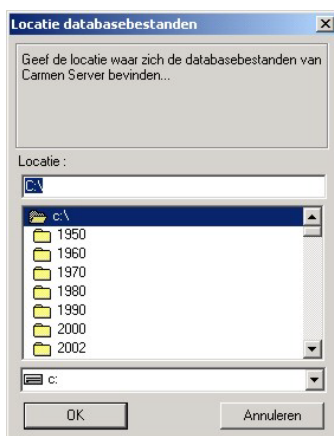 Locatie databasebestanden
Geef de locatie waar zich de databasebestanden van
Carmen Server bevinden...
Locatie :
C:\
c:\
1950
1960
1970
1980
1990
2000
2002
c:
OK
Annuleren